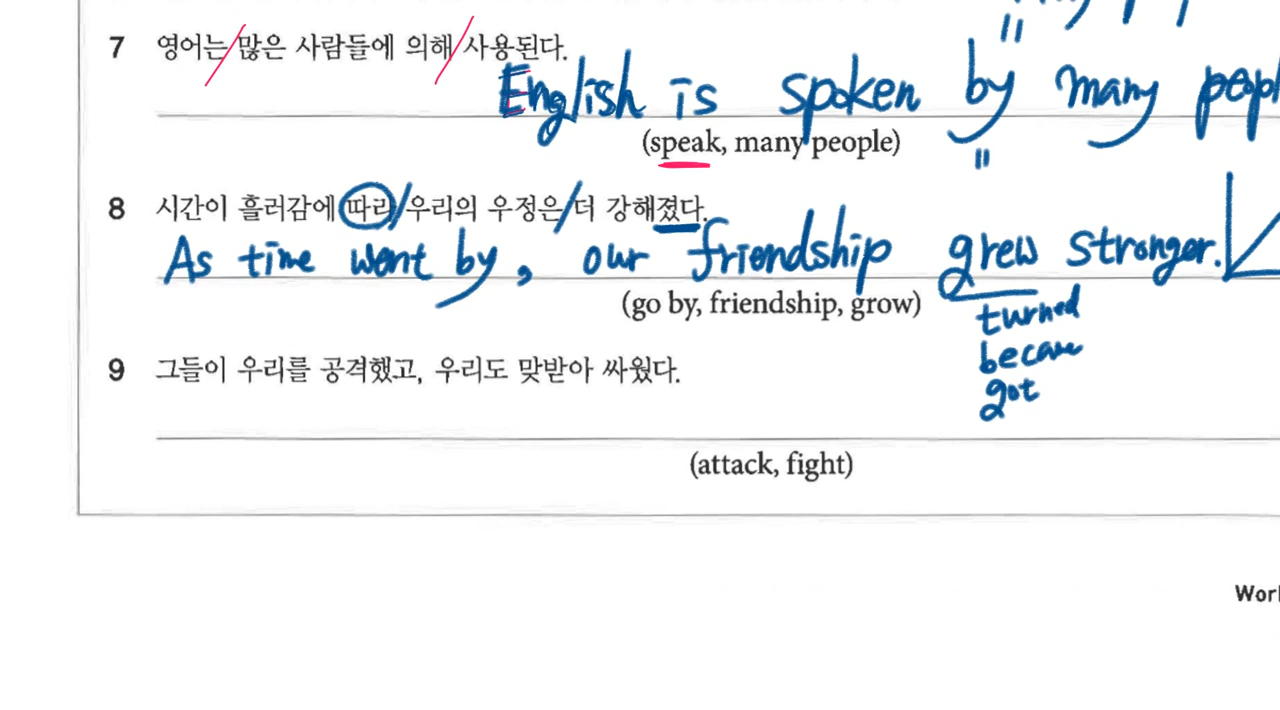 7 영어는 많은 사람들에 의해 사용된다.
English is spoken by many peopl
(speak, many people)
8 시간이 흘러감에 따라 우리의 우정은 더 강해졌다.
As time went by, our friendship grew stronger.
(go by, friendship, grow)
turned
became
got
9 그들이 우리를 공격했고, 우리도 맞받아 싸웠다.
(attack, fight)